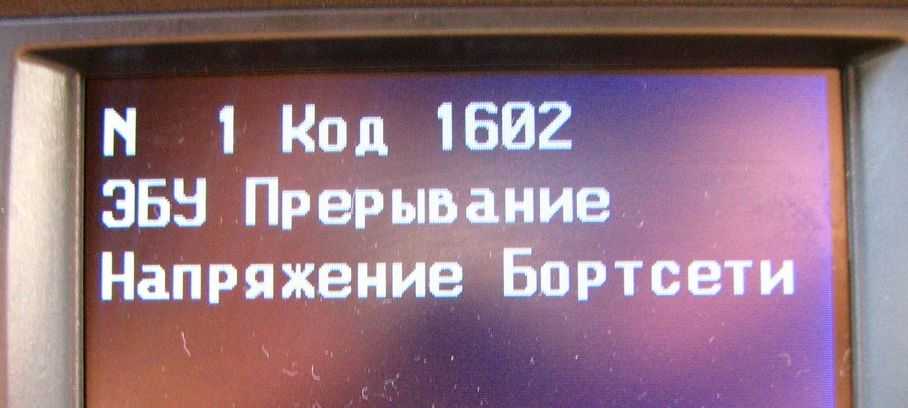 N 1 Код 1602
ЭБУ Прерывание
Напряжение Бортсети